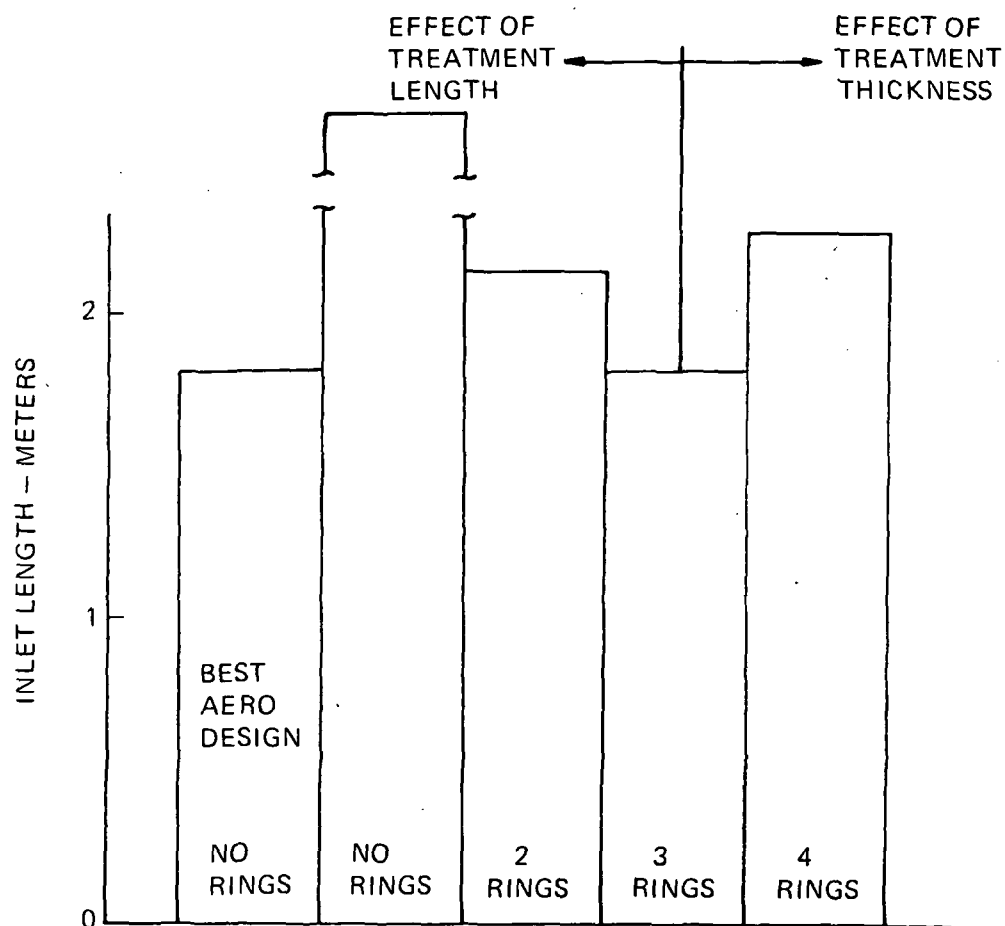 EFFECT OF
TREATMENT
LENGTH
EFFECT OF
TREATMENT
THICKNESS
INLET LENGTH – METERS
2
1
0
BEST
AERO
DESIGN
NO
RINGS
NO
RINGS
2
RINGS
3
RINGS
4
RINGS